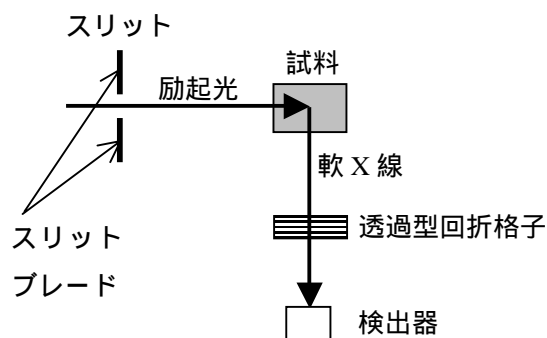 スリット
励起光
試料
軟 X 線
透過型回折格子
スリット
ブレード
検出器